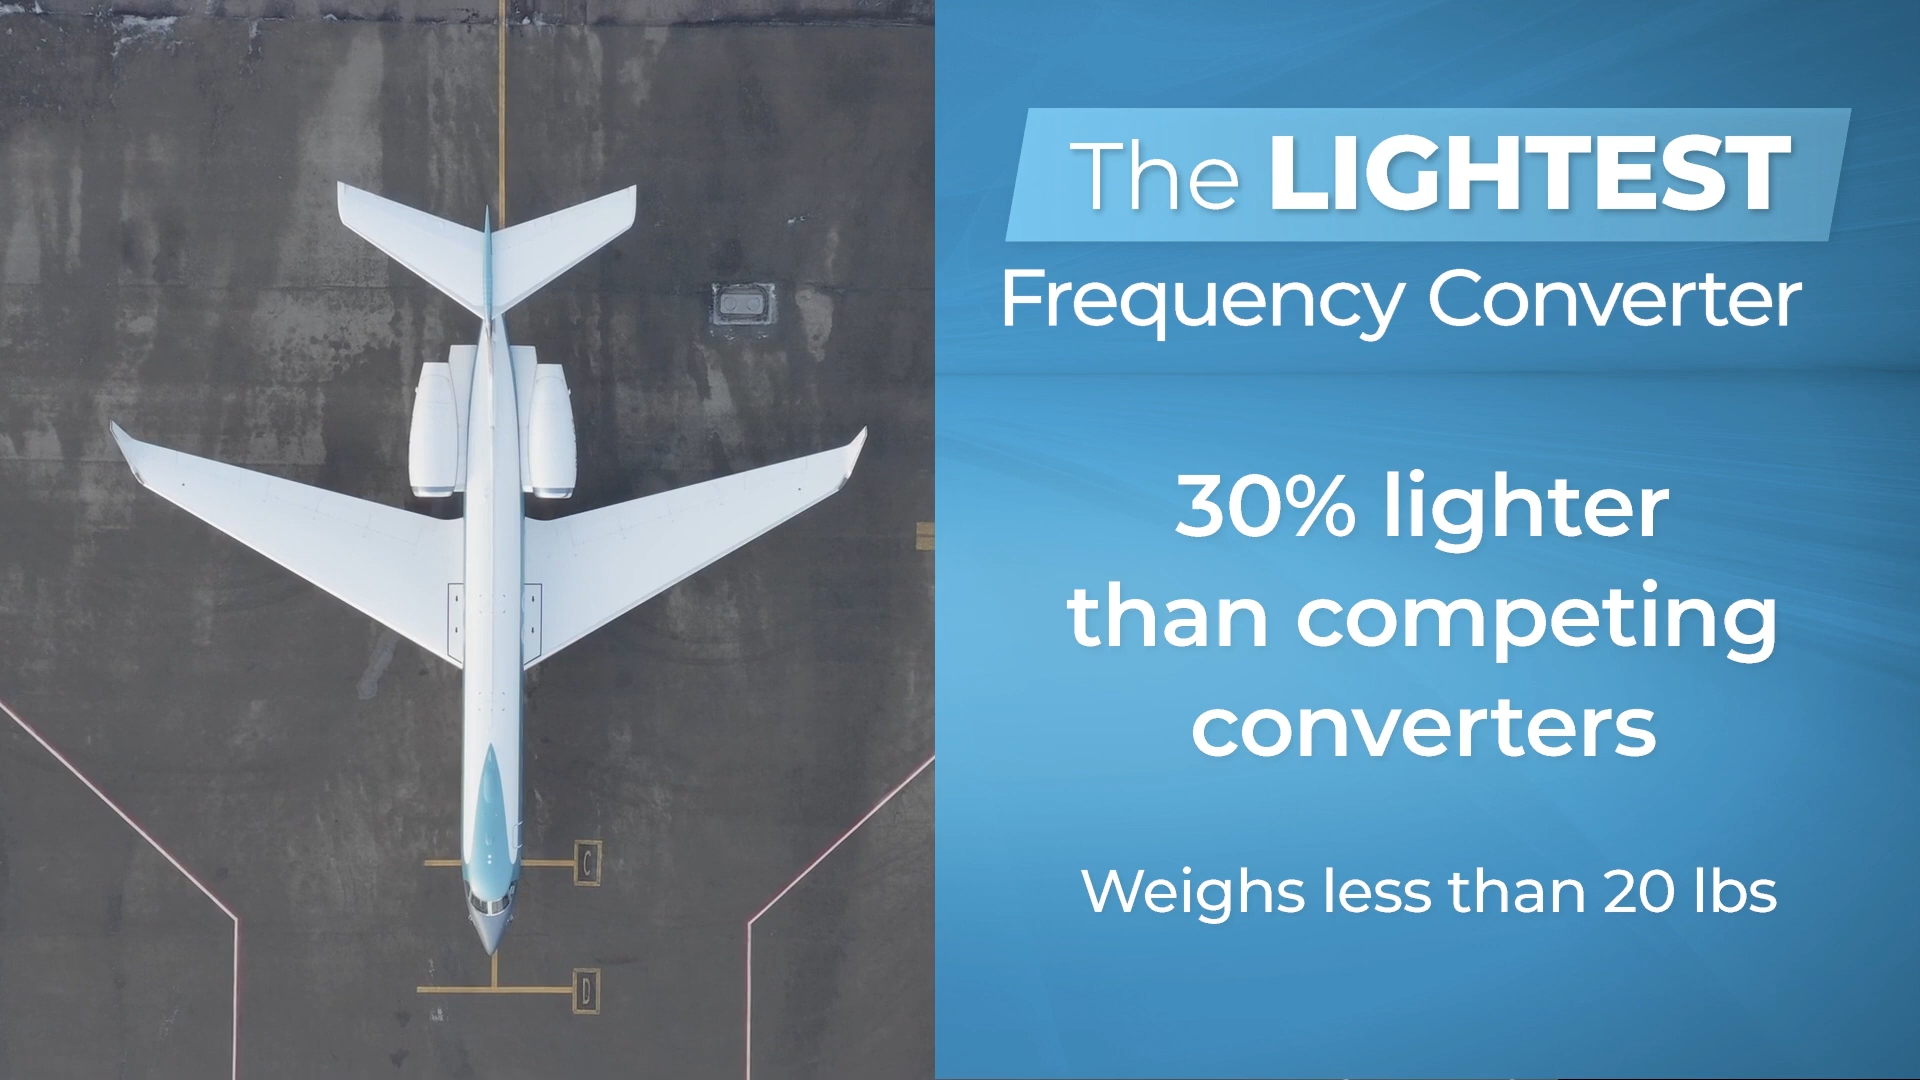 The LIGHTEST
Frequency Converter
30% lighter
than competing
converters
Weighs less than 20 lbs
C
D